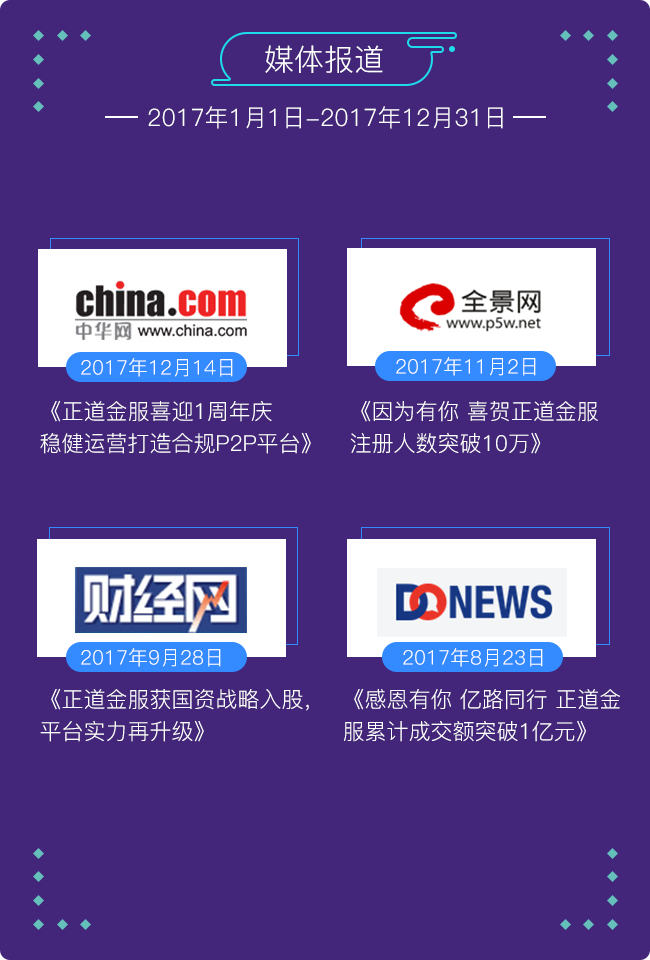 媒体报道
2017年1月1日-2017年12月31日
china.com
中华网 www.china.com
2017年12月14日
《正道金服喜迎1周年庆
稳健运营打造合规P2P平台》
全景网
www.p5w.net
2017年11月2日
《因为有你 喜贺正道金服
注册人数突破10万》
财经网
2017年9月28日
《正道金服获国资战略入股,
平台实力再升级》
DONEWS
2017年8月23日
《感恩有你 亿路同行 正道金
服累计成交额突破1亿元》